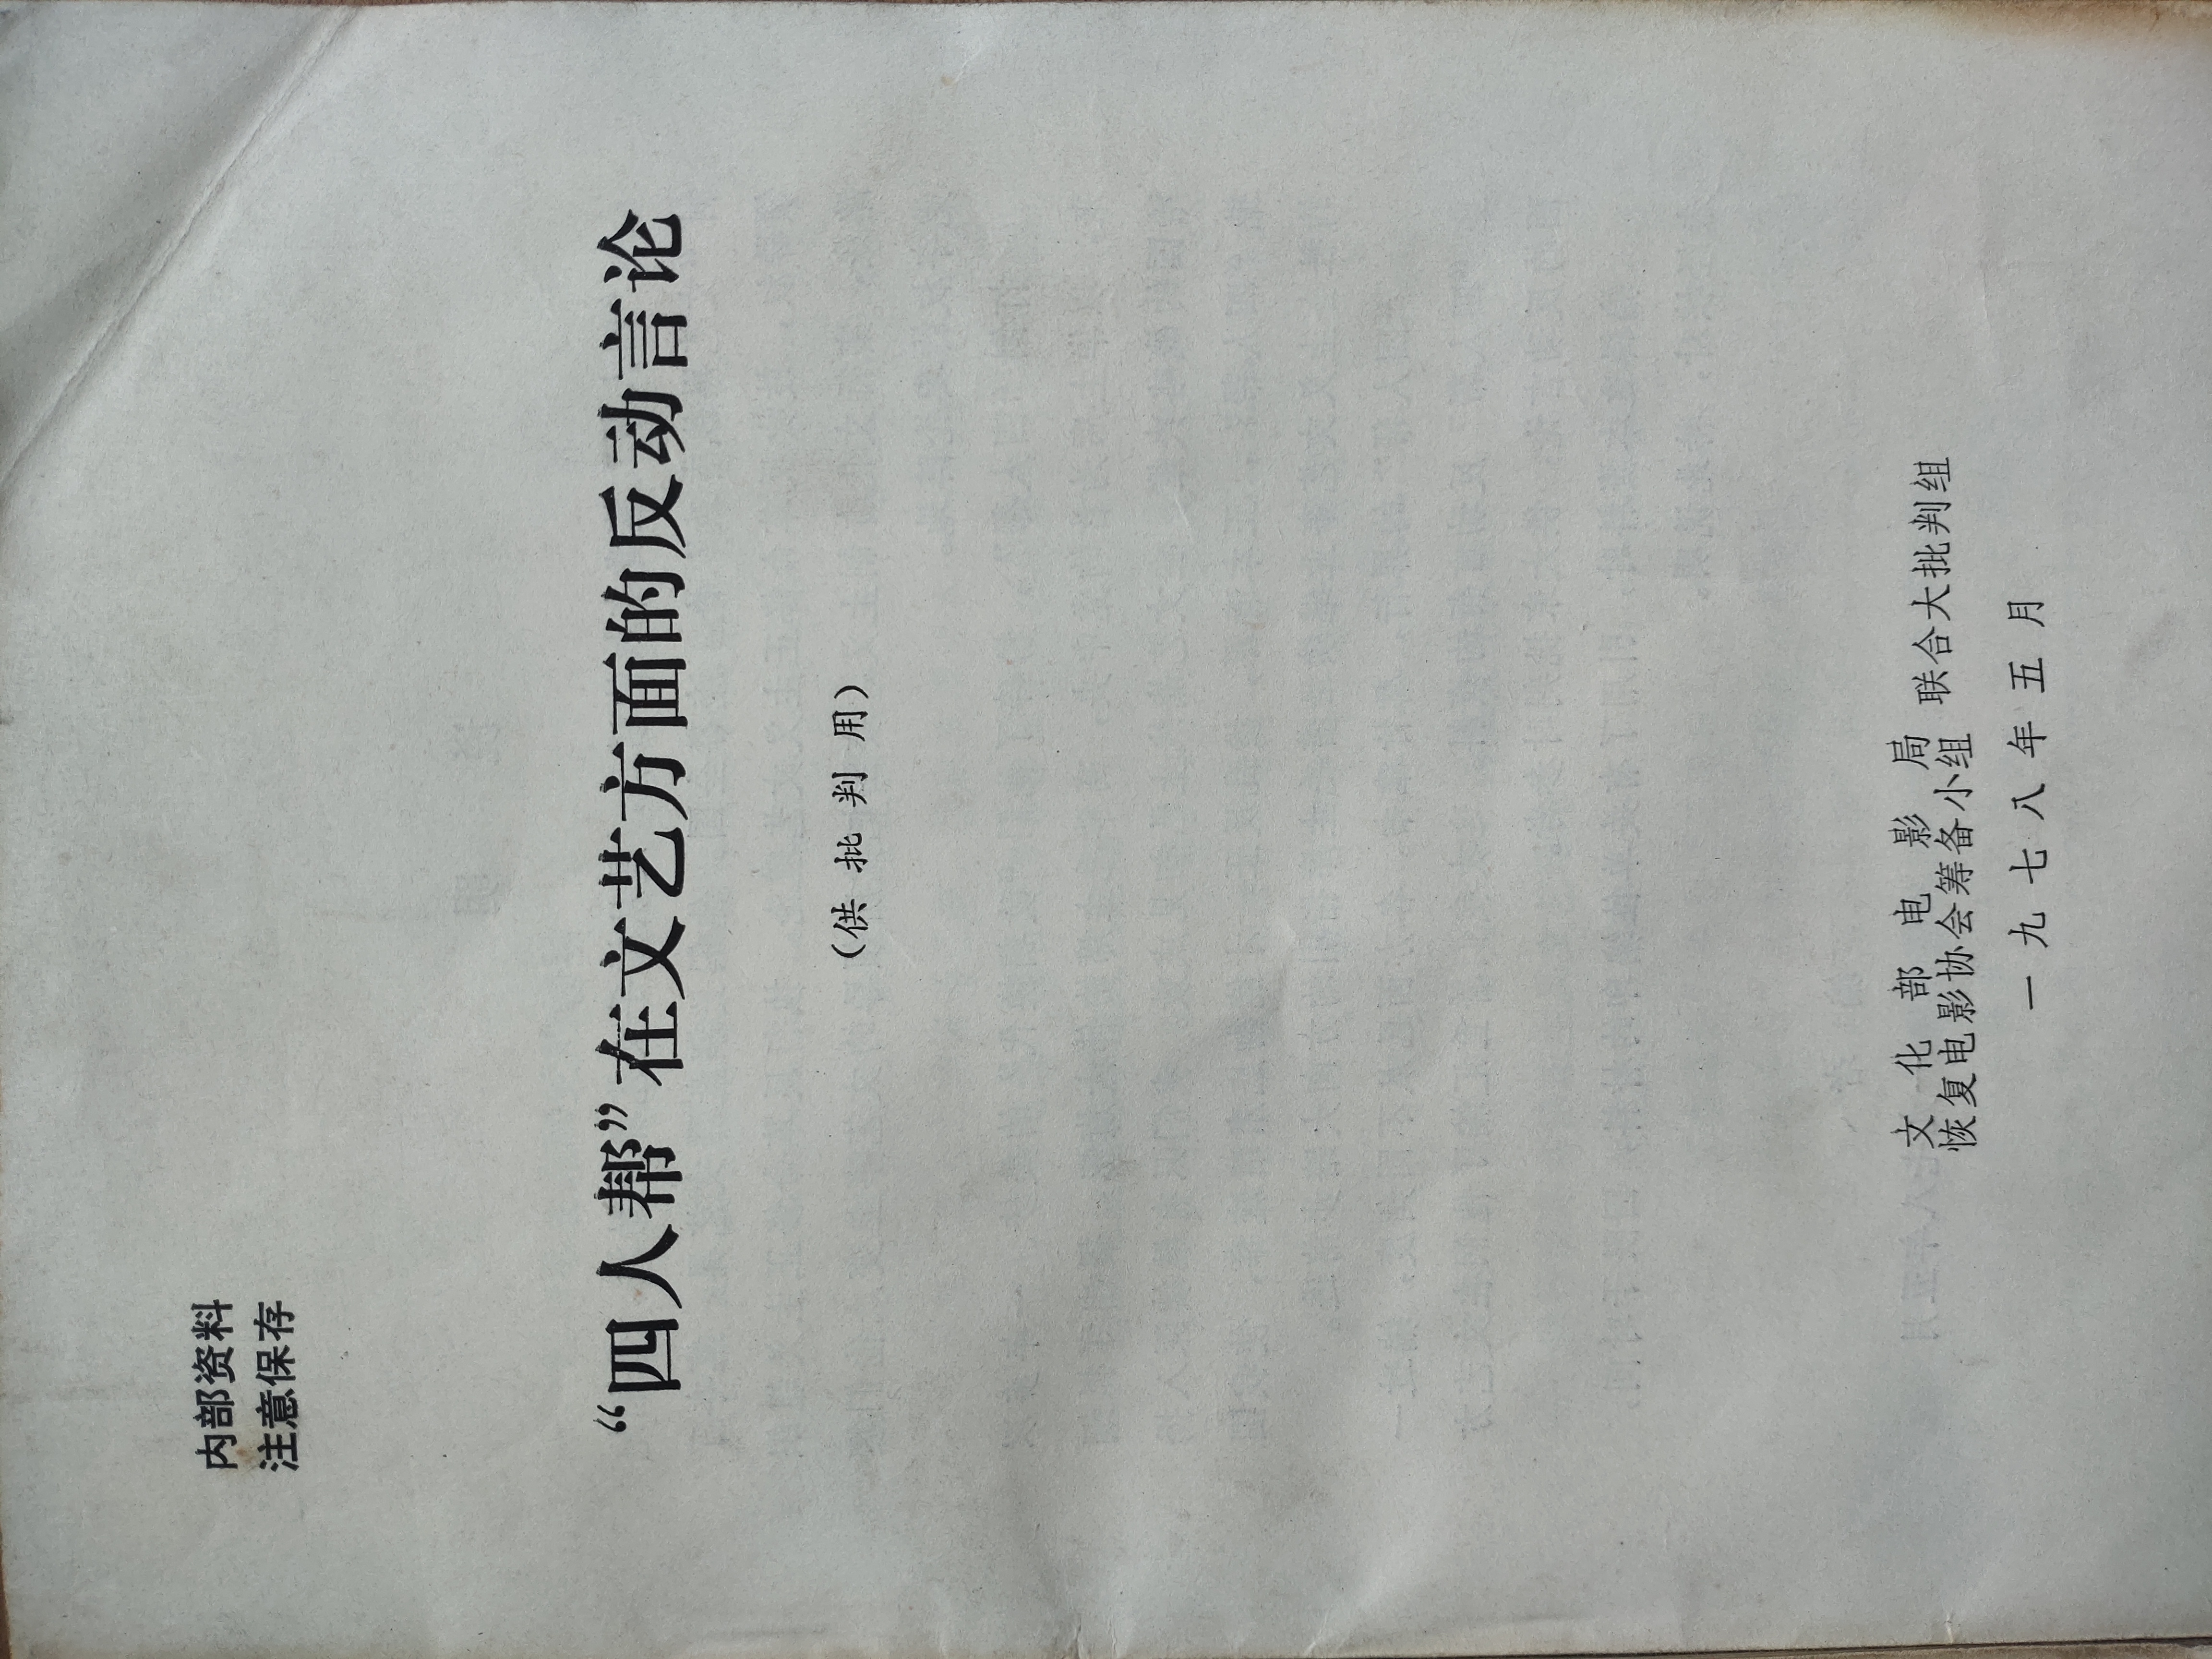 内部资料
注意保存
“四人帮”在文艺方面的反动言论
（供批判用）
文化部电影局
恢复电影协会筹备小组 联合大批判组
一九七八年五月